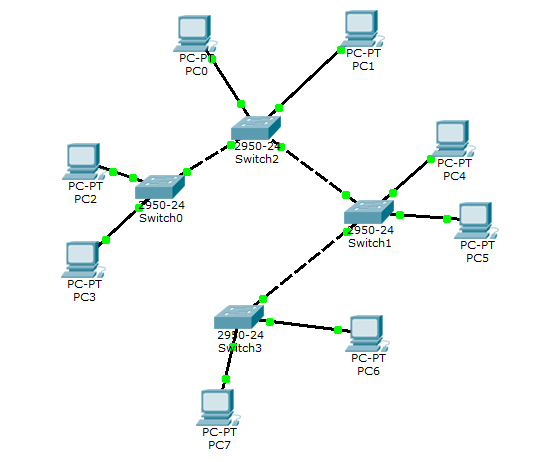 PC-PT
PC0
PC-PT
PC1
2950-24
Switch2
PC-PT
PC4
PC-PT
PC2
2950-24
Switch0
2950-24
Switch1
PC-PT
PC5
PC-PT
PC3
2950-24
Switch3
PC-PT
PC6
PC-PT
PC7